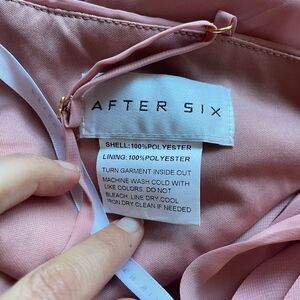 AFTER SIX
SHELL:100%POLYESTER
LINING:100%POLYESTER
TURN GARMENT INSIDE OUT
MACHINE WASH COLD WITH
LIKE COLORS. DO NOT
BLEACH. LINE DRY.COOL
IRON DRY.CLEAN IF NEEDED